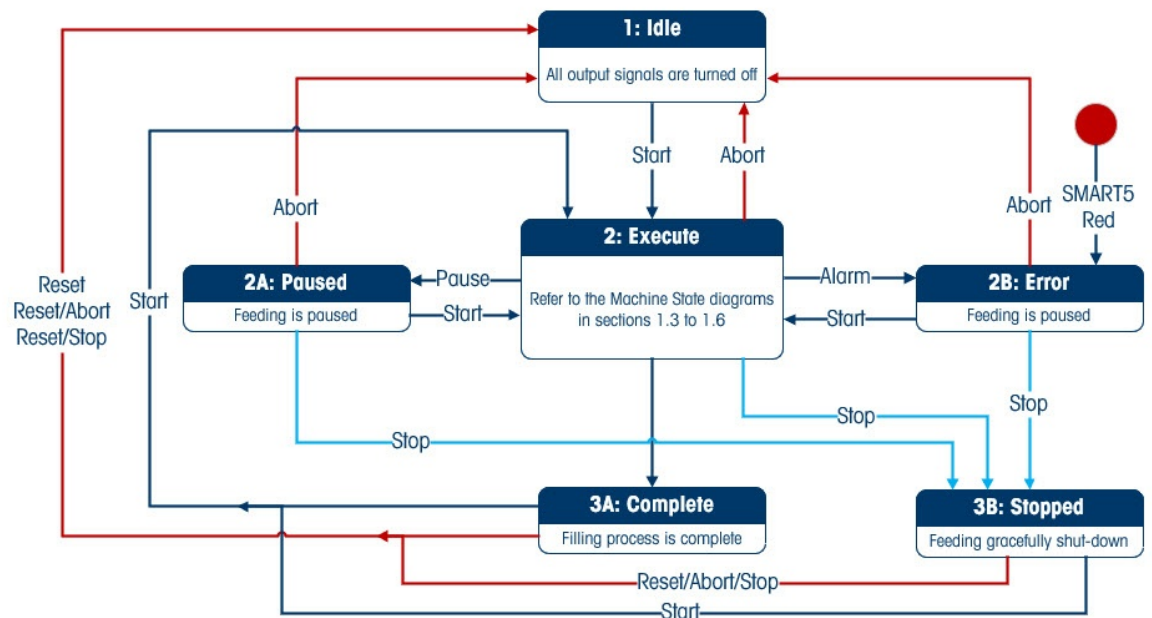 1: Idle
All output signals are turned off
Start
Abort
Abort
Abort
SMART5
Red
2: Execute
Refer to the Machine State diagrams
in sections 1.3 to 1.6
2A: Paused
Feeding is paused
Pause
Start
Alarm
Start
2B: Error
Feeding is paused
Reset
Reset/Abort
Reset/Stop
Start
Stop
Stop
Stop
3A: Complete
Filling process is complete
3B: Stopped
Feeding gracefully shut-down
Reset/Abort/Stop
Start